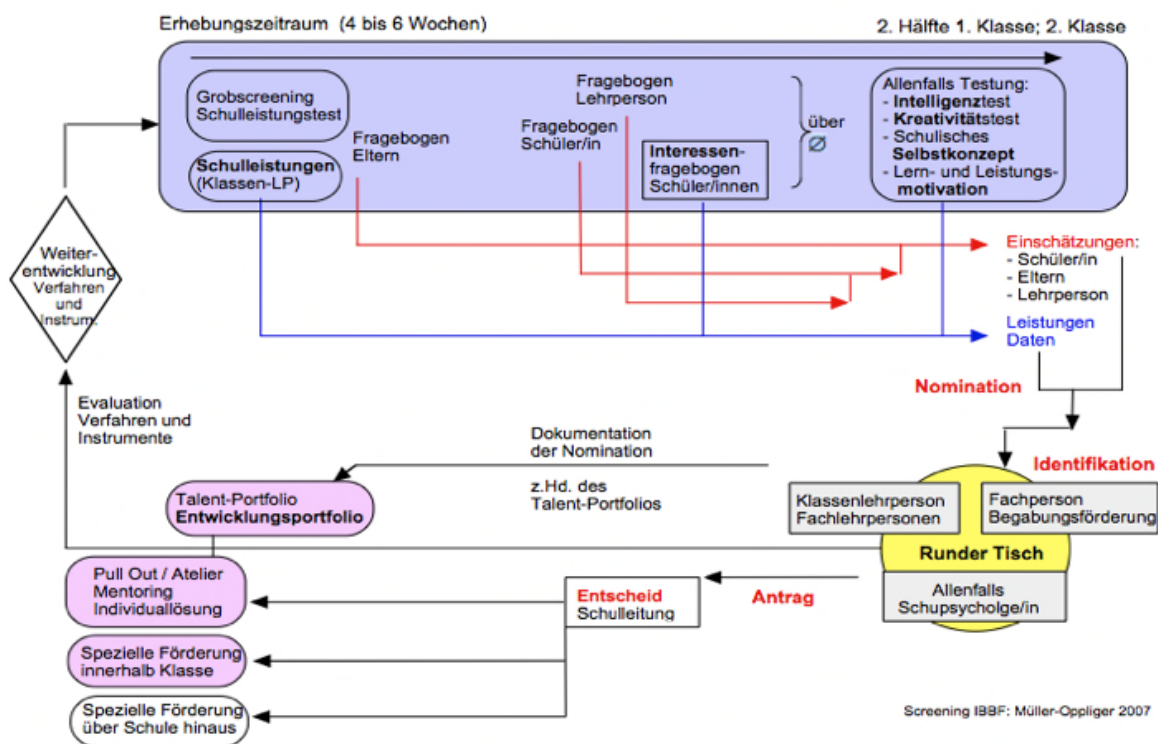 Erhebungszeitraum (4 bis 6 Wochen)
2. Hälfte 1. Klasse; 2. Klasse
Grobscreening
Schulleistungstest
Schulleistungen
(Klassen-LP)
Fragebogen
Eltern
Fragebogen
Schüler/in
Fragebogen
Lehrperson
Interessen-
fragebogen
Schüler/innen
über
Ø
Allenfalls Testung:
- Intelligenztest
- Kreativitätstest
- Schulisches
Selbstkonzept
- Lern- und Leistungs-
motivation
Weiter-
entwicklung
Verfahren
und
Instrum.
Einschätzungen:
- Schüler/in
- Eltern
- Lehrperson
Leistungen
Daten
Nomination
Evaluation
Verfahren und
Instrumente
Dokumentation
der Nomination
z.Hd. des
Talent-Portfolios
Identifikation
Klassenlehrperson
Fachlehrpersonen
Fachperson
Begabungsförderung
Runder Tisch
Allenfalls
Schupsycholge/in
Talent-Portfolio
Entwicklungsportfolio
Pull Out / Atelier
Mentoring
Individuallösung
Entscheid
Schulleitung
Antrag
Spezielle Förderung
innerhalb Klasse
Spezielle Förderung
über Schule hinaus
Screening IBBF: Müller-Oppliger 2007